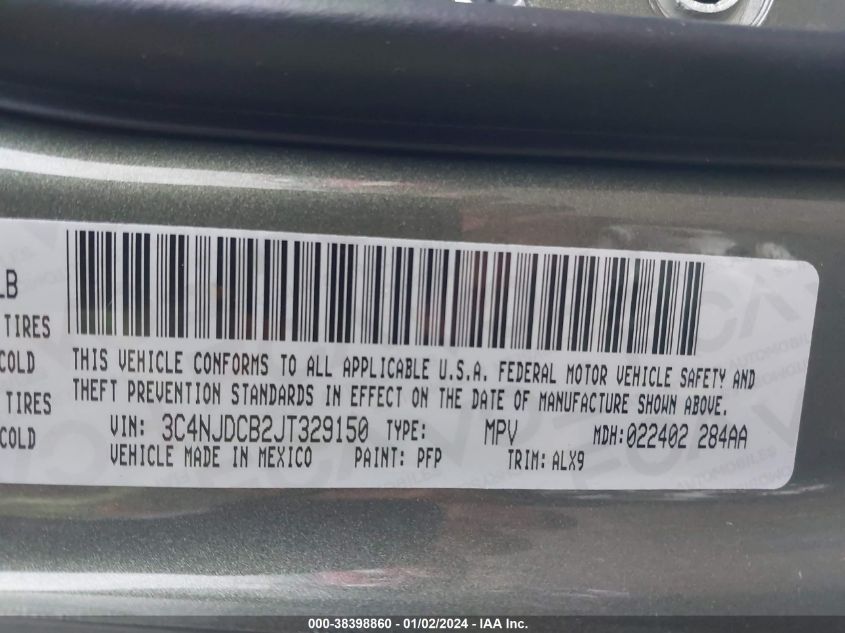 LB
TIRES
COLD
TIRES
COLD
THIS VEHICLE CONFORMS TO ALL APPLICABLE U.S.A. FEDERAL MOTOR VEHICLE SAFETY AND
THEFT PREVENTION STANDARDS IN EFFECT ON THE DATE OF MANUFACTURE SHOWN ABOVE.
VIN: 3C4NJDCB2JT329150 TYPE: MPV MDH:022402 284AA
VEHICLE MADE IN MEXICO PAINT: PFP TRIM: ALX9
000-38398860 - 01/02/2024 - IAA Inc.